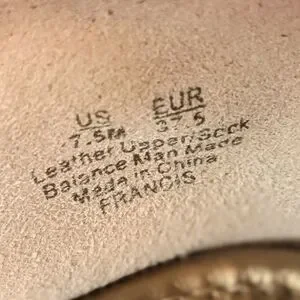 US EUR
7.5M 37.5
Leather Upper/Sock
Balance Man Made
Made in China
FRANCIS